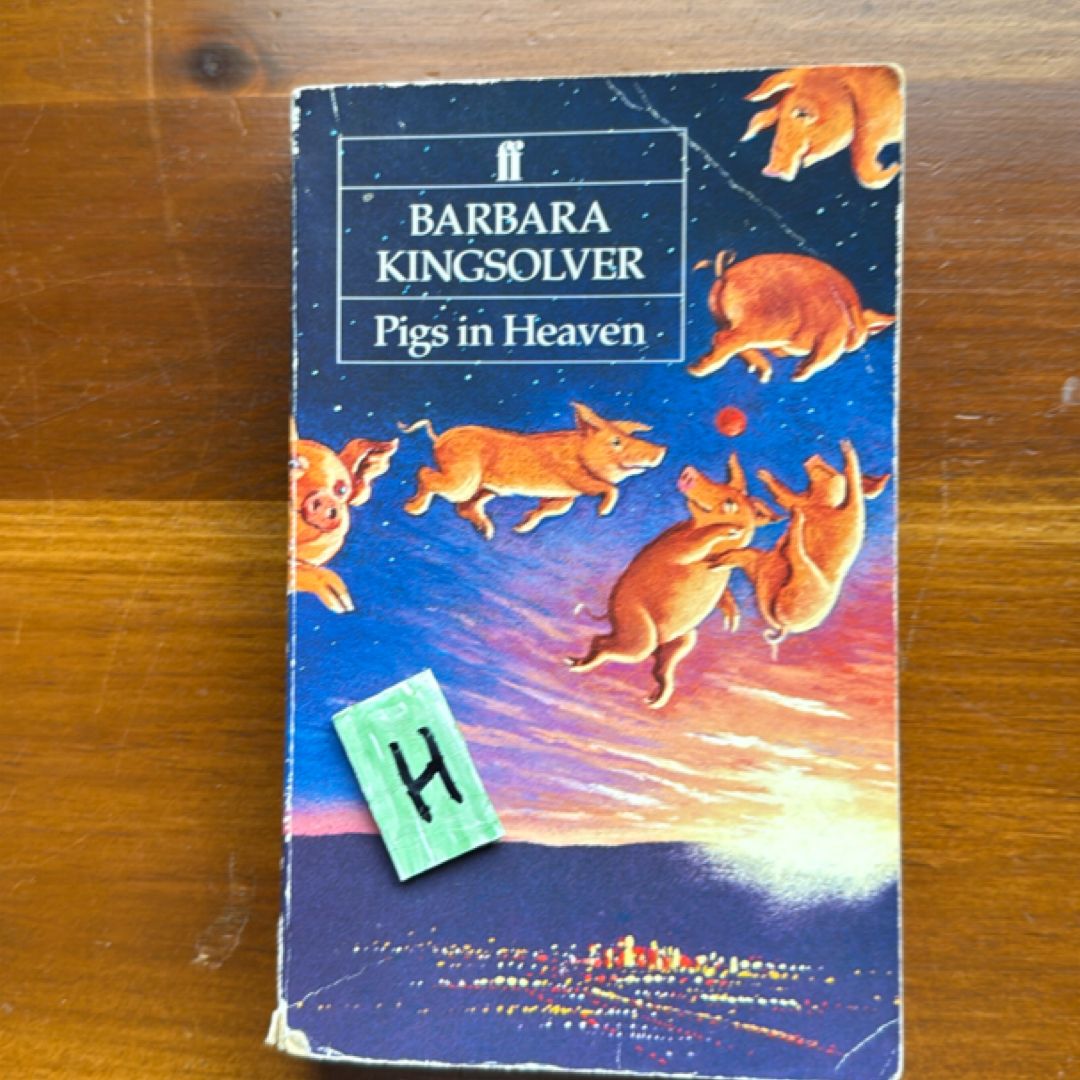 ff
BARBARA
KINGSOLVER
Pigs in Heaven
H